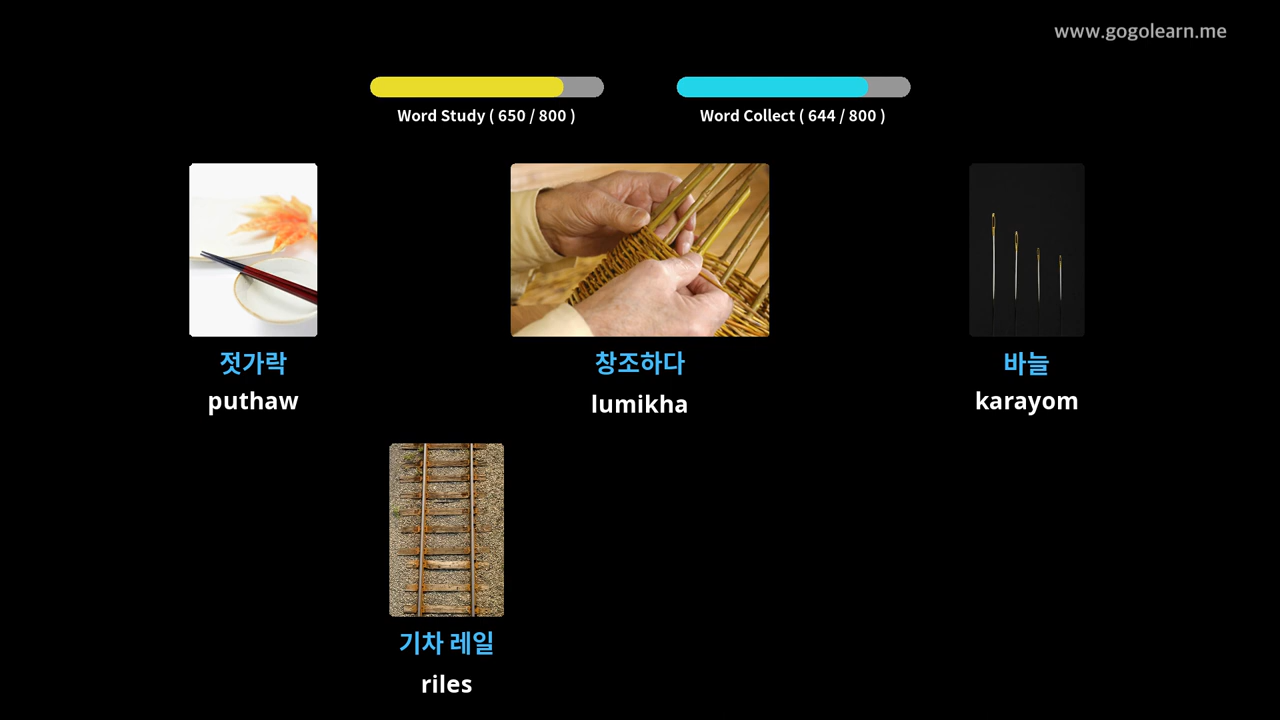 www.gogolearn.me
Word Study ( 650 / 800 )
Word Collect ( 644 / 800 )
젓가락
puthaw
창조하다
lumikha
바늘
karayom
기차 레일
riles